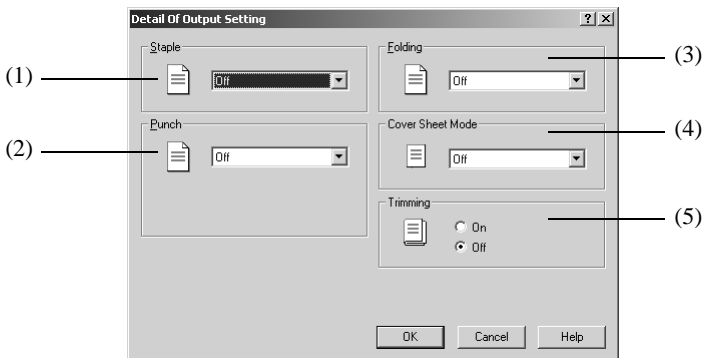 Detail Of Output Setting
Staple
Off
(1)
Punch
Off
(2)
Folding
Off
(3)
Cover Sheet Mode
Off
(4)
Trimming
On
Off
(5)
OK
Cancel
Help